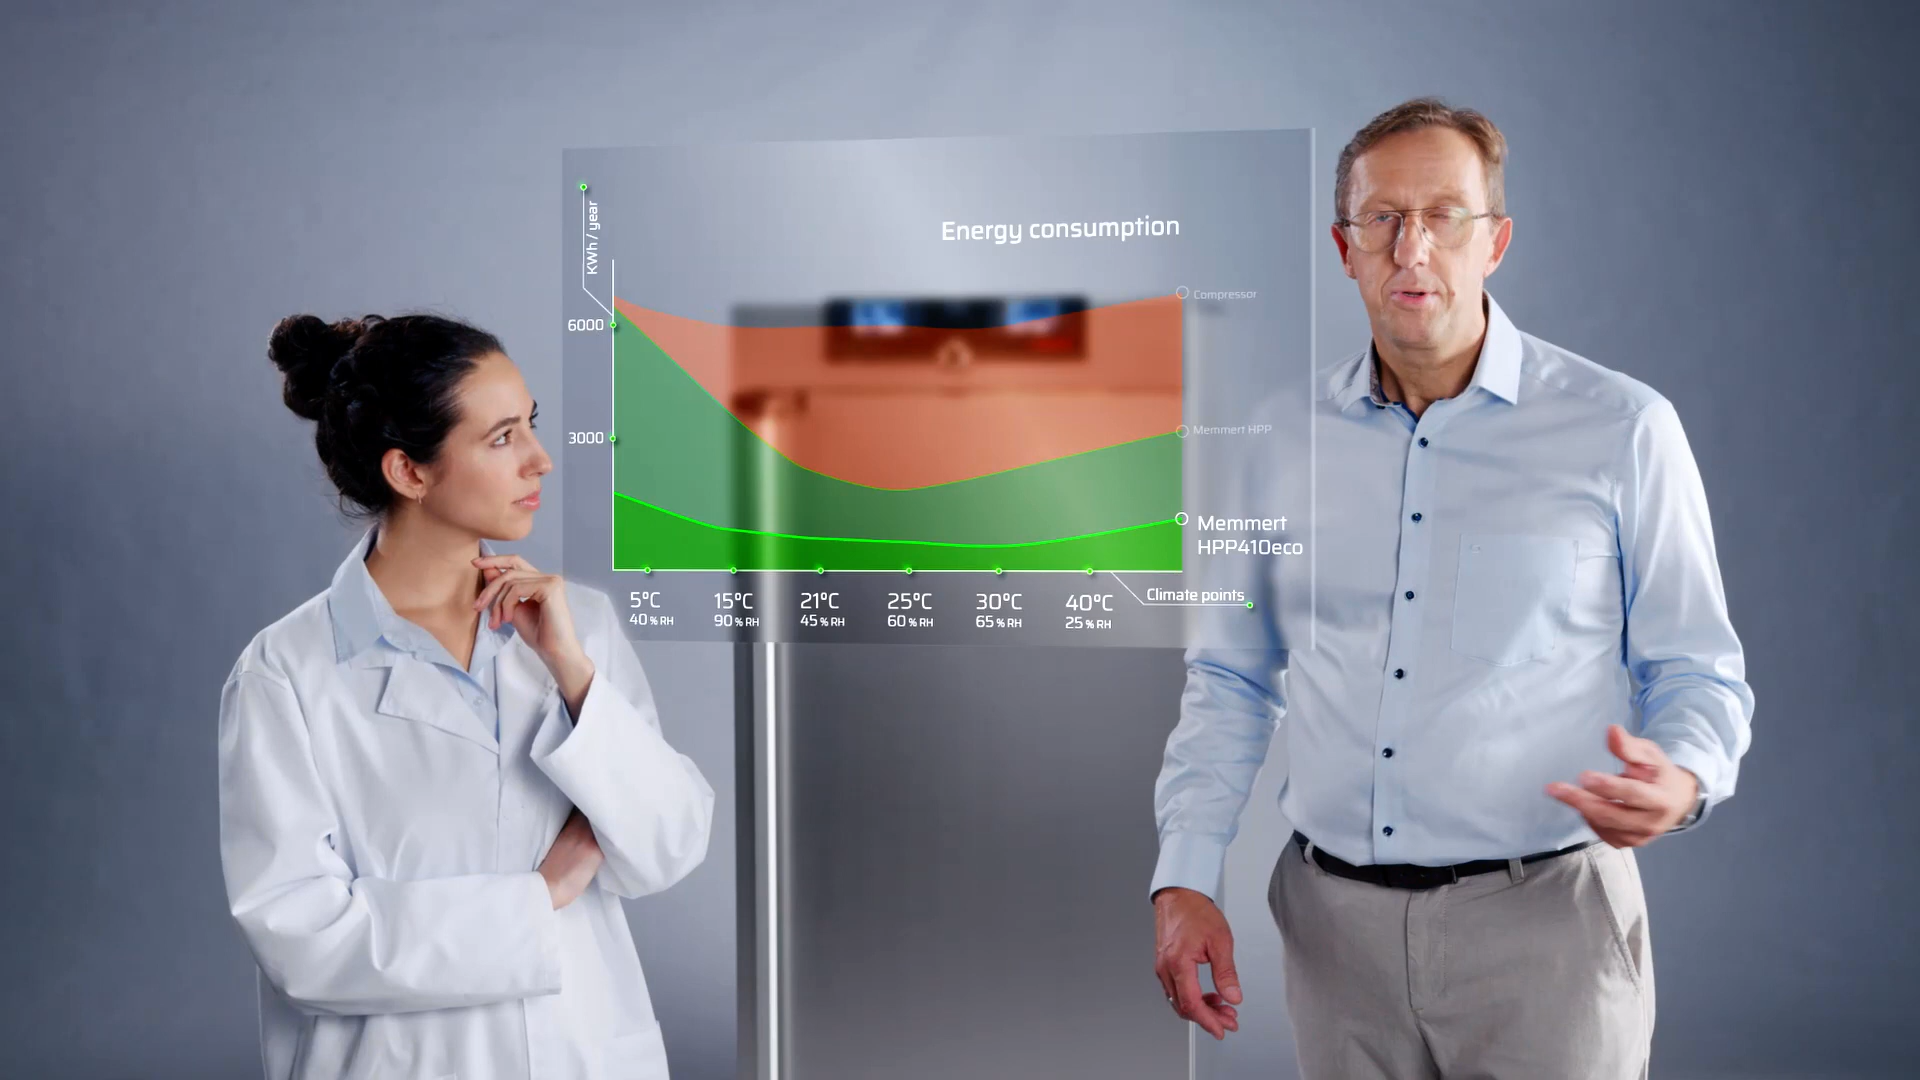 KWh / year
Energy consumption
Compressor
6000
3000
Memmert HPP
Memmert
HPP410eco
Climate points
5°C
40 % RH
15°C
90 % RH
21°C
45 % RH
25°C
60 % RH
30°C
65 % RH
40°C
25 % RH